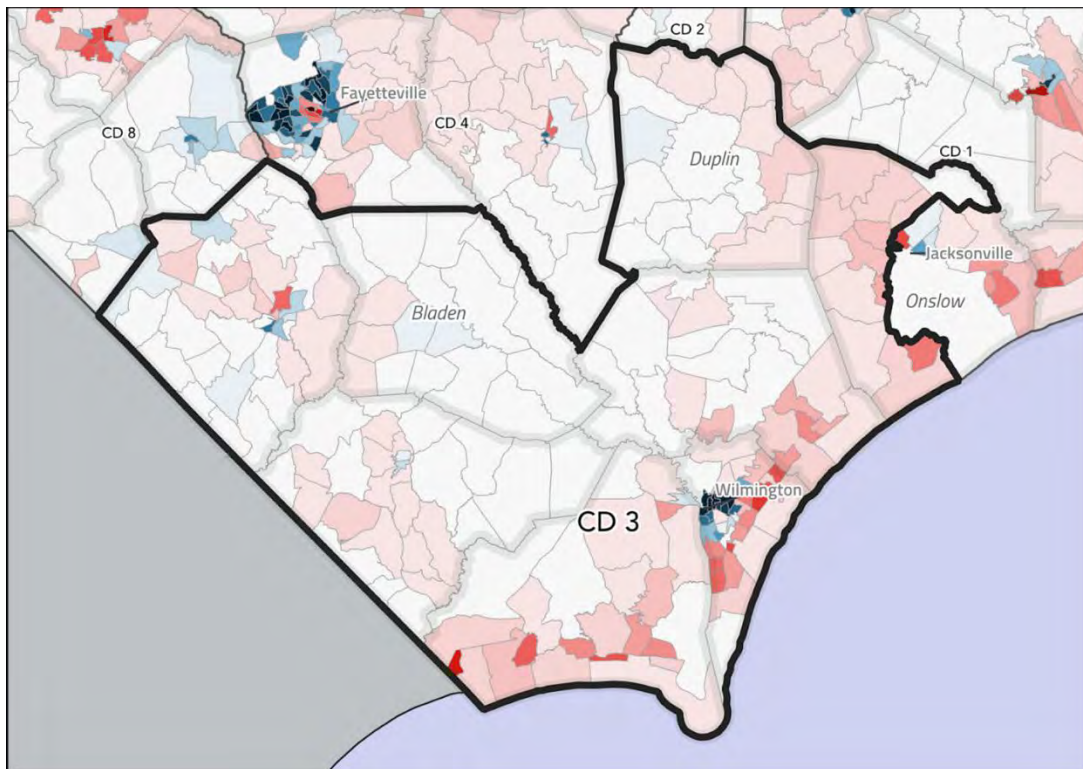 CD 2
Fayetteville
CD 8
CD 4
Duplin
CD 1
Jacksonville
Onslow
Bladen
Wilmington
CD 3